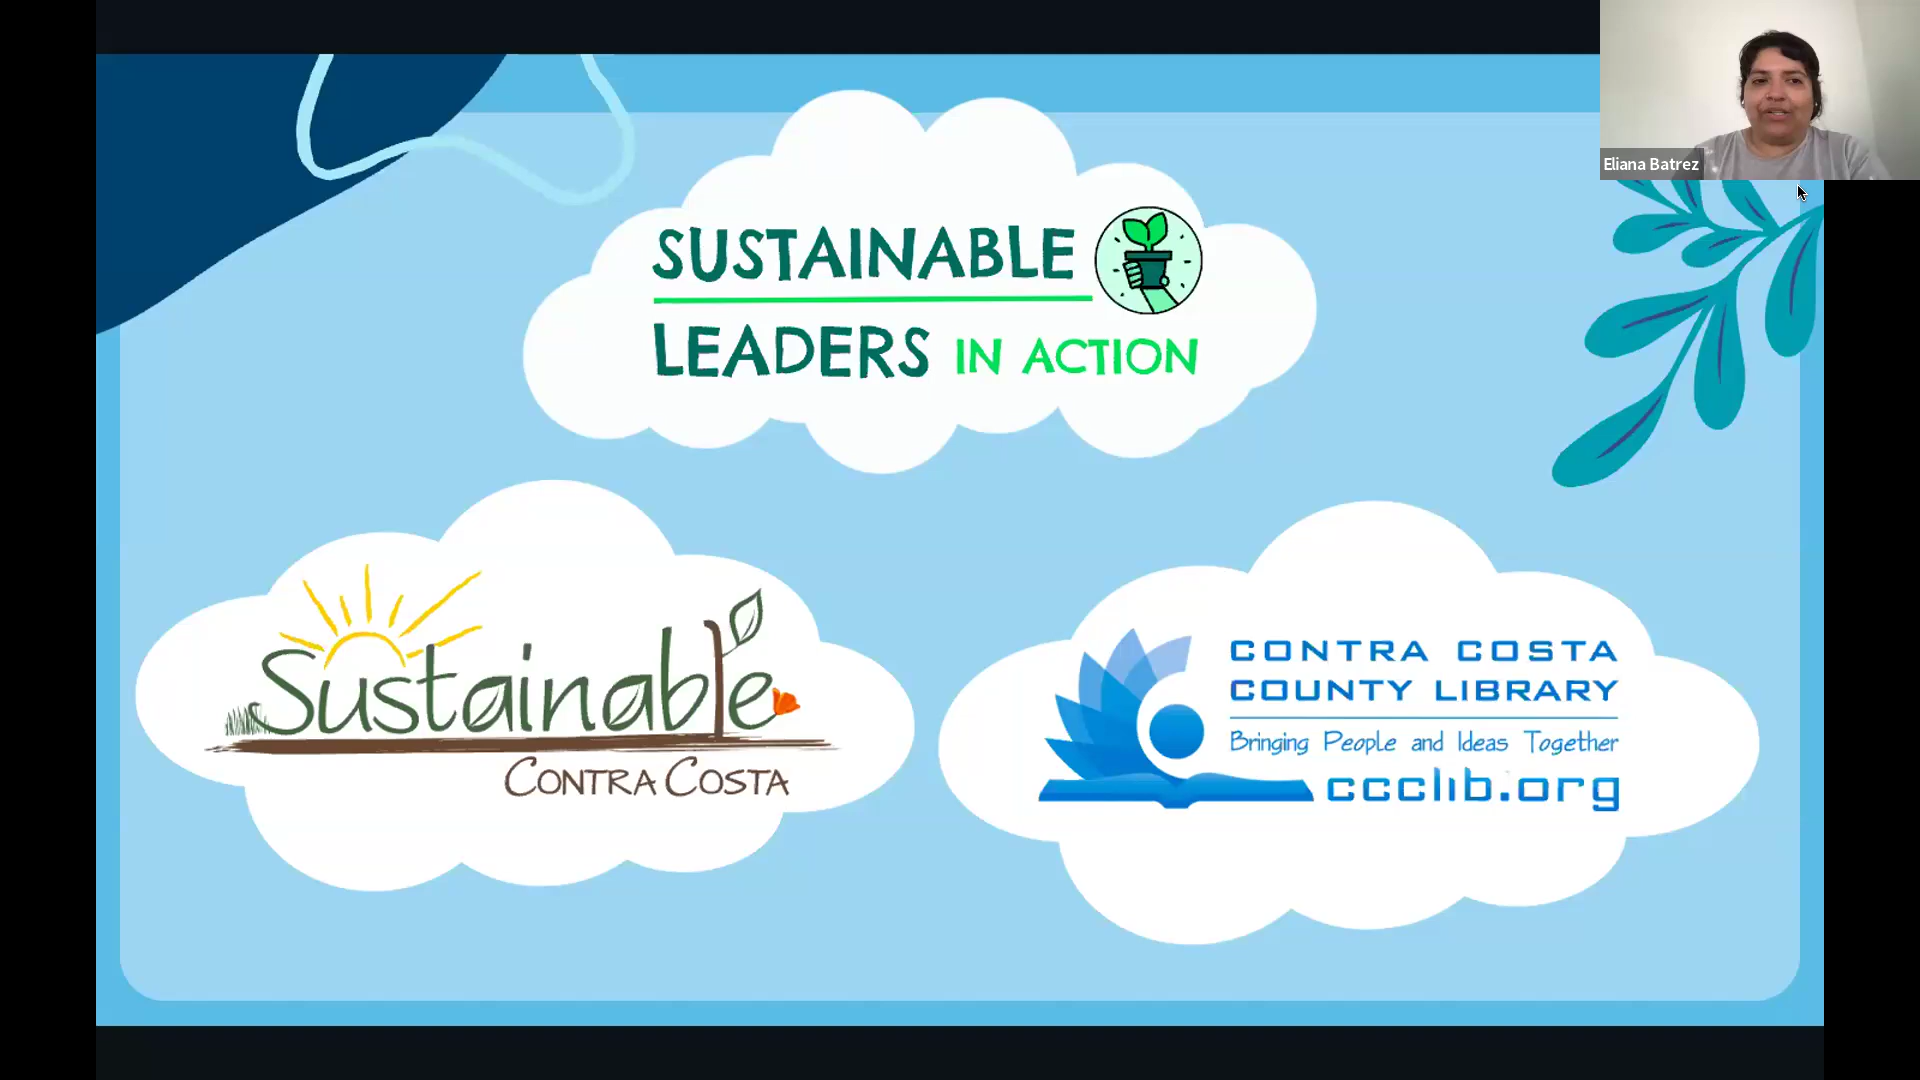 Eliana Batrez
SUSTAINABLE
LEADERS IN ACTION
Sustainable
CONTRA COSTA
CONTRA COSTA
COUNTY LIBRARY
Bringing People and Ideas Together
ccclib.org